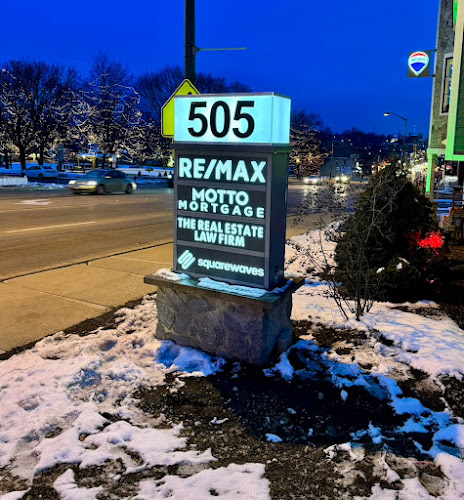 505
RE/MAX
MOTTO
MORTGAGE
THE REAL ESTATE
LAW FIRM
squarewaves